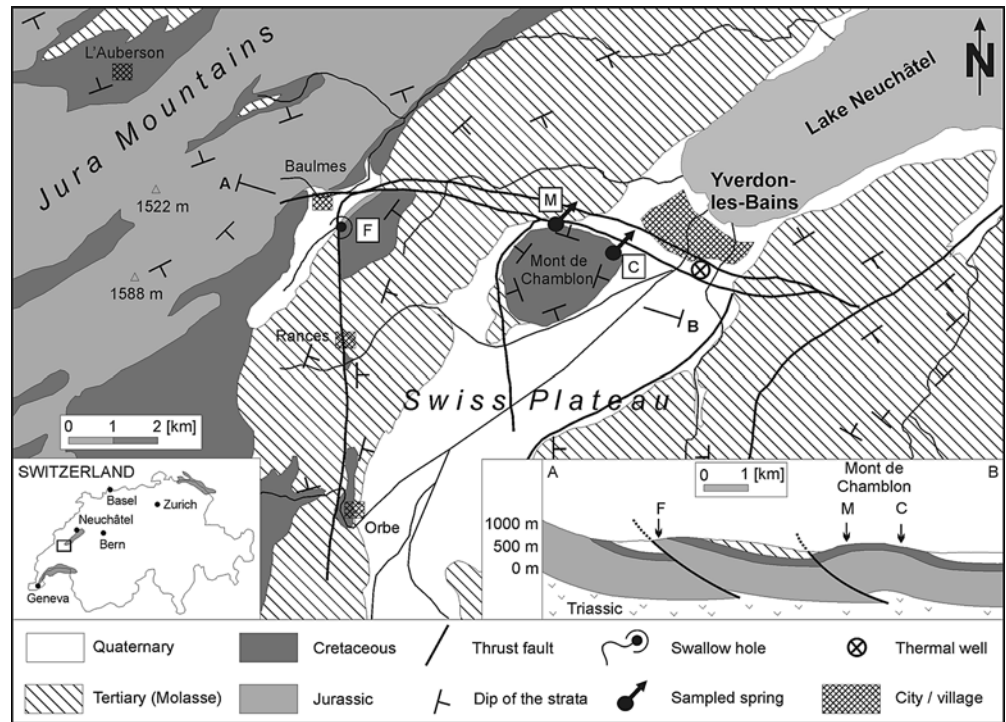 L'Auberson
Jura Mountains
N
Lake Neuchâtel
Baulmes
A
1522 m
F
M
Yverdon-
les-Bains
Mont de
Chamblon
C
1588 m
B
Rances
Swiss Plateau
0 1 2 [km]
Orbe
SWITZERLAND
Basel
Zurich
Neuchâtel
Bern
Geneva
A
0 1 [km]
Mont de
Chamblon
B
F
M
C
1000 m
500 m
0 m
Triassic
Quaternary
Cretaceous
Thrust fault
Swallow hole
Thermal well
Tertiary (Molasse)
Jurassic
Dip of the strata
Sampled spring
City / village